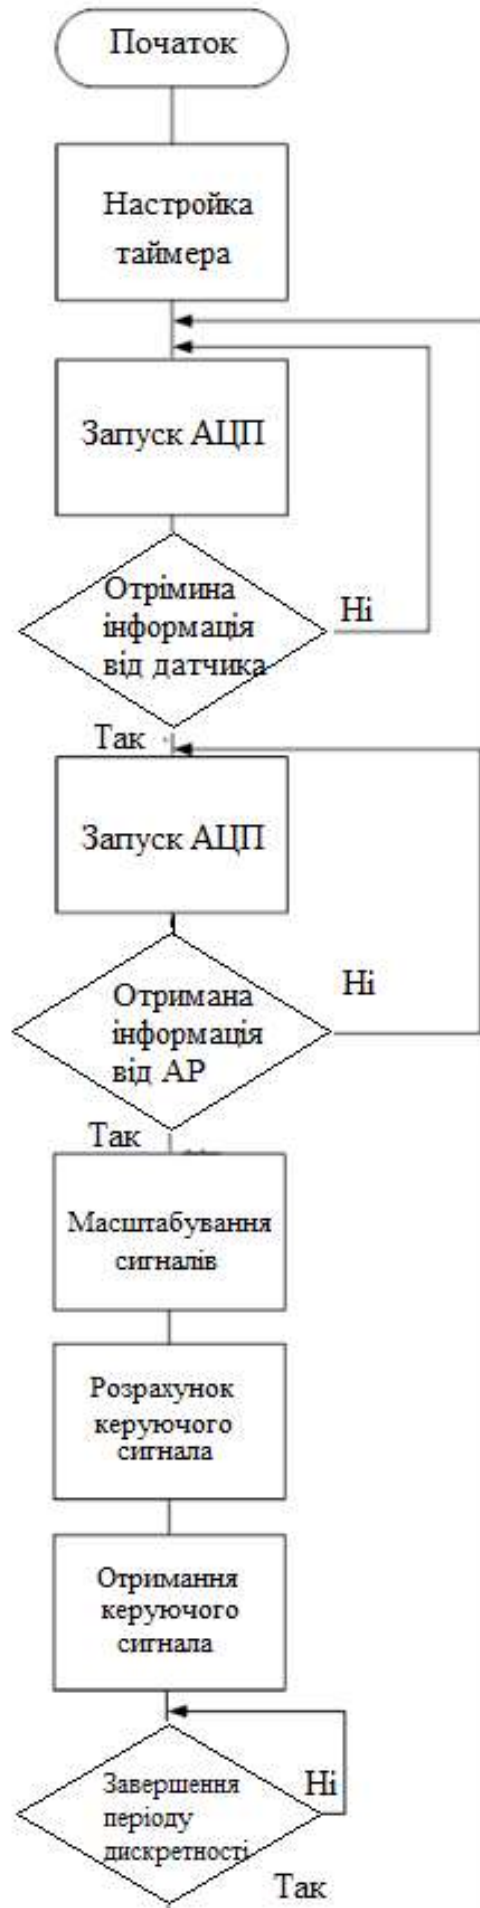 Початок
Настройка
таймера
Запуск АЦП
Отрімина
інформація
від датчика
Ні
Так
Запуск АЦП
Отримана
інформація
від АР
Ні
Так
Масштабування
сигналів
Розрахунок
керуючого
сигнала
Отримання
керуючого
сигнала
Завершення
періоду
дискретності
Ні
Так